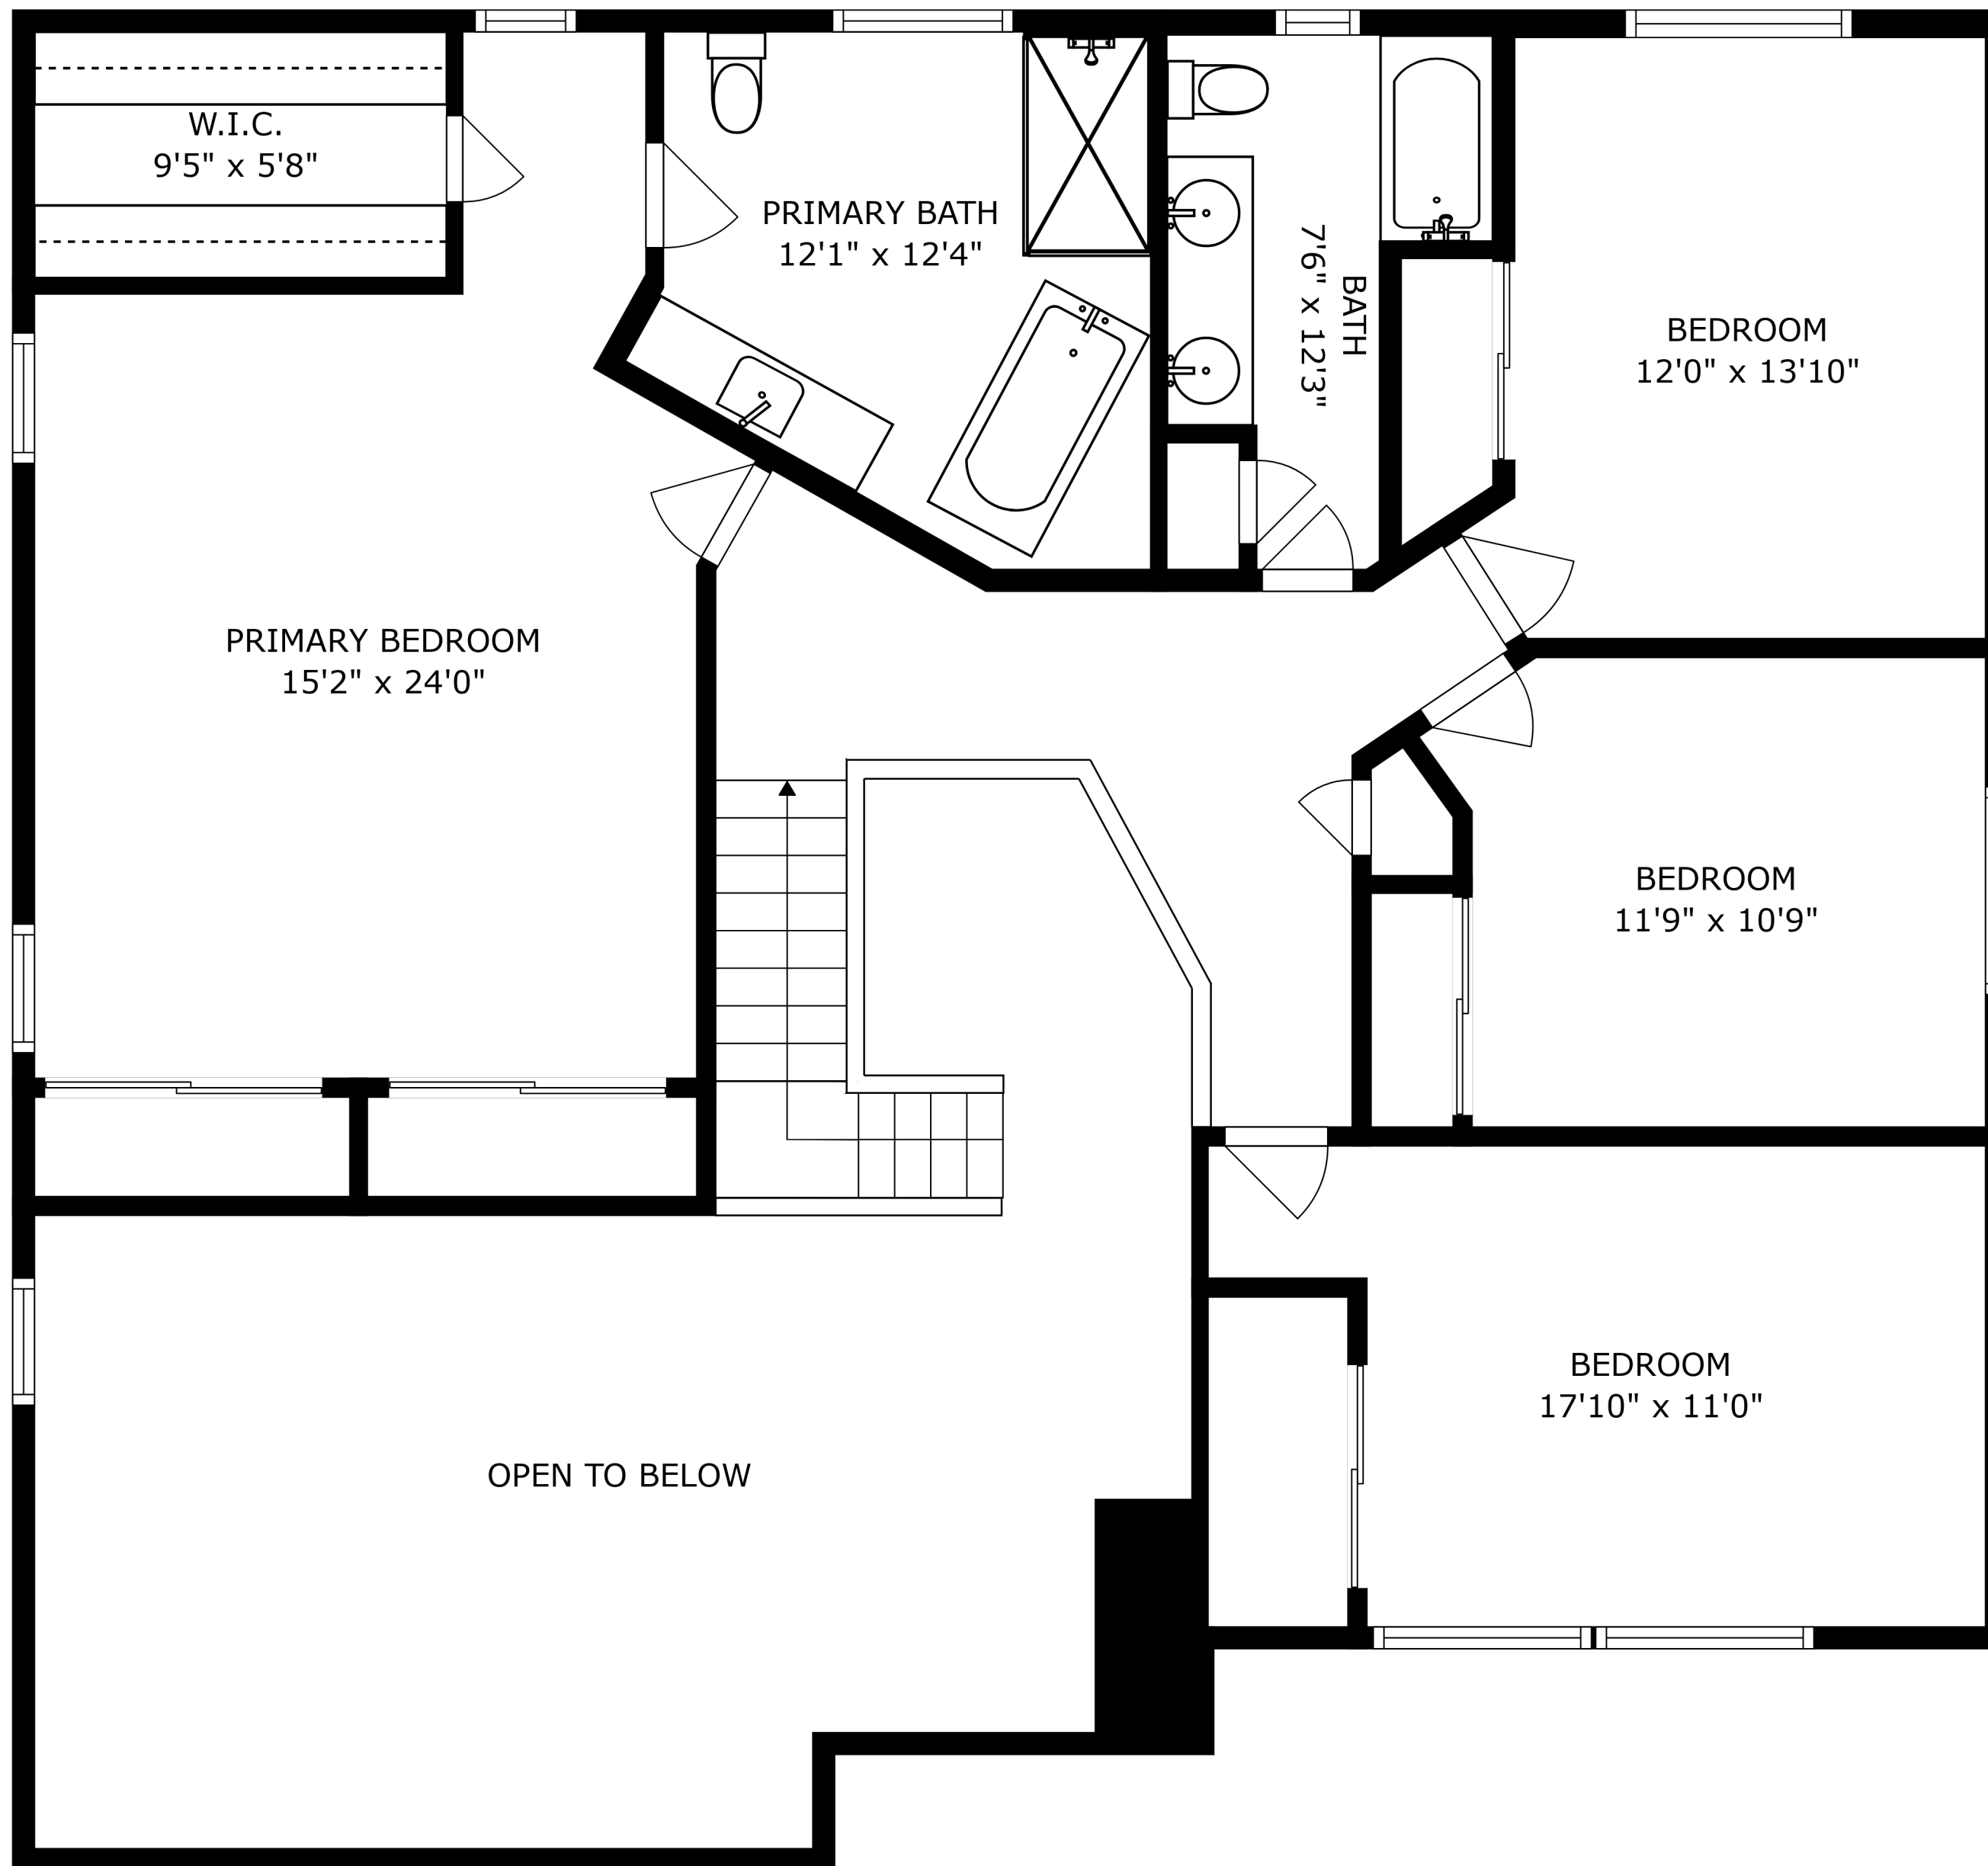 W.I.C.
9'5" x 5'8"
PRIMARY BATH
12'1" x 12'4"
BATH
7'6" x 12'3"
BEDROOM
12'0" x 13'10"
PRIMARY BEDROOM
15'2" x 24'0"
BEDROOM
11'9" x 10'9"
BEDROOM
17'10" x 11'0"
OPEN TO BELOW